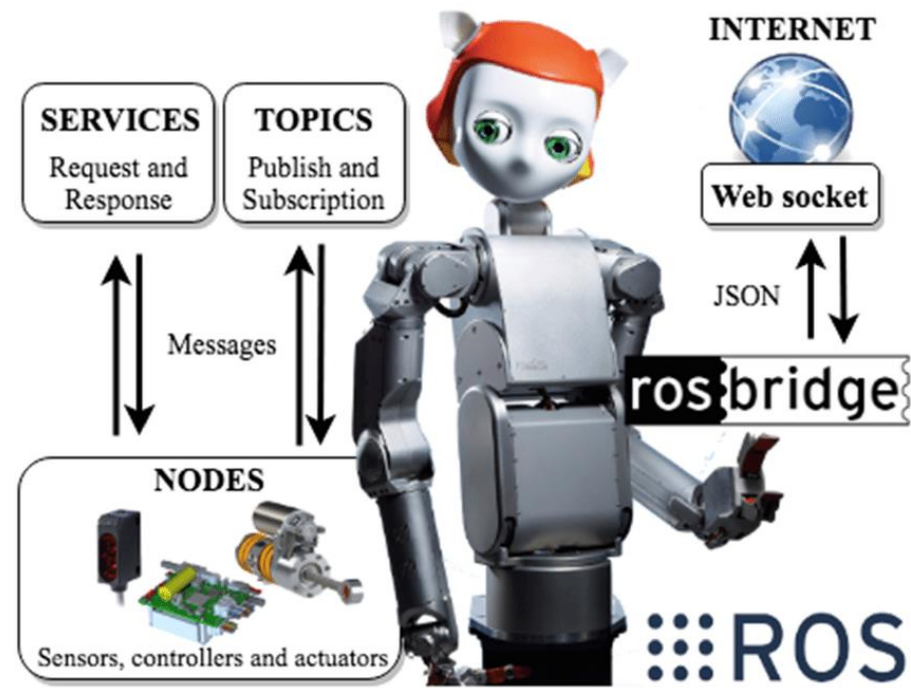 INTERNET
SERVICES
Request and
Response
TOPICS
Publish and
Subscription
Web socket
JSON
Messages
rosbridge
NODES
Sensors, controllers and actuators
ROS